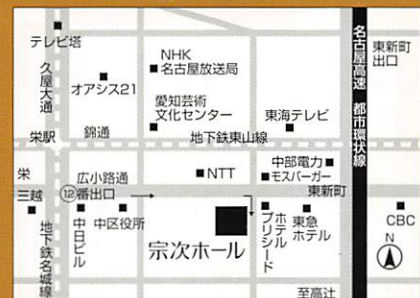 テレビ塔
久屋大通
オアシス21
NHK
名古屋放送局
愛知芸術
文化センター
東海テレビ
名古屋高速 都市環状線
東新町
出口
栄駅
錦通
地下鉄東山線
栄
三越
広小路通
⑫番出口
NTT
中部電力
モスバーガー
東新町
地下鉄名城線
中日ビル
中区役所
宗次ホール
ホテル
プリシード
東急
ホテル
CBC
N
至高辻